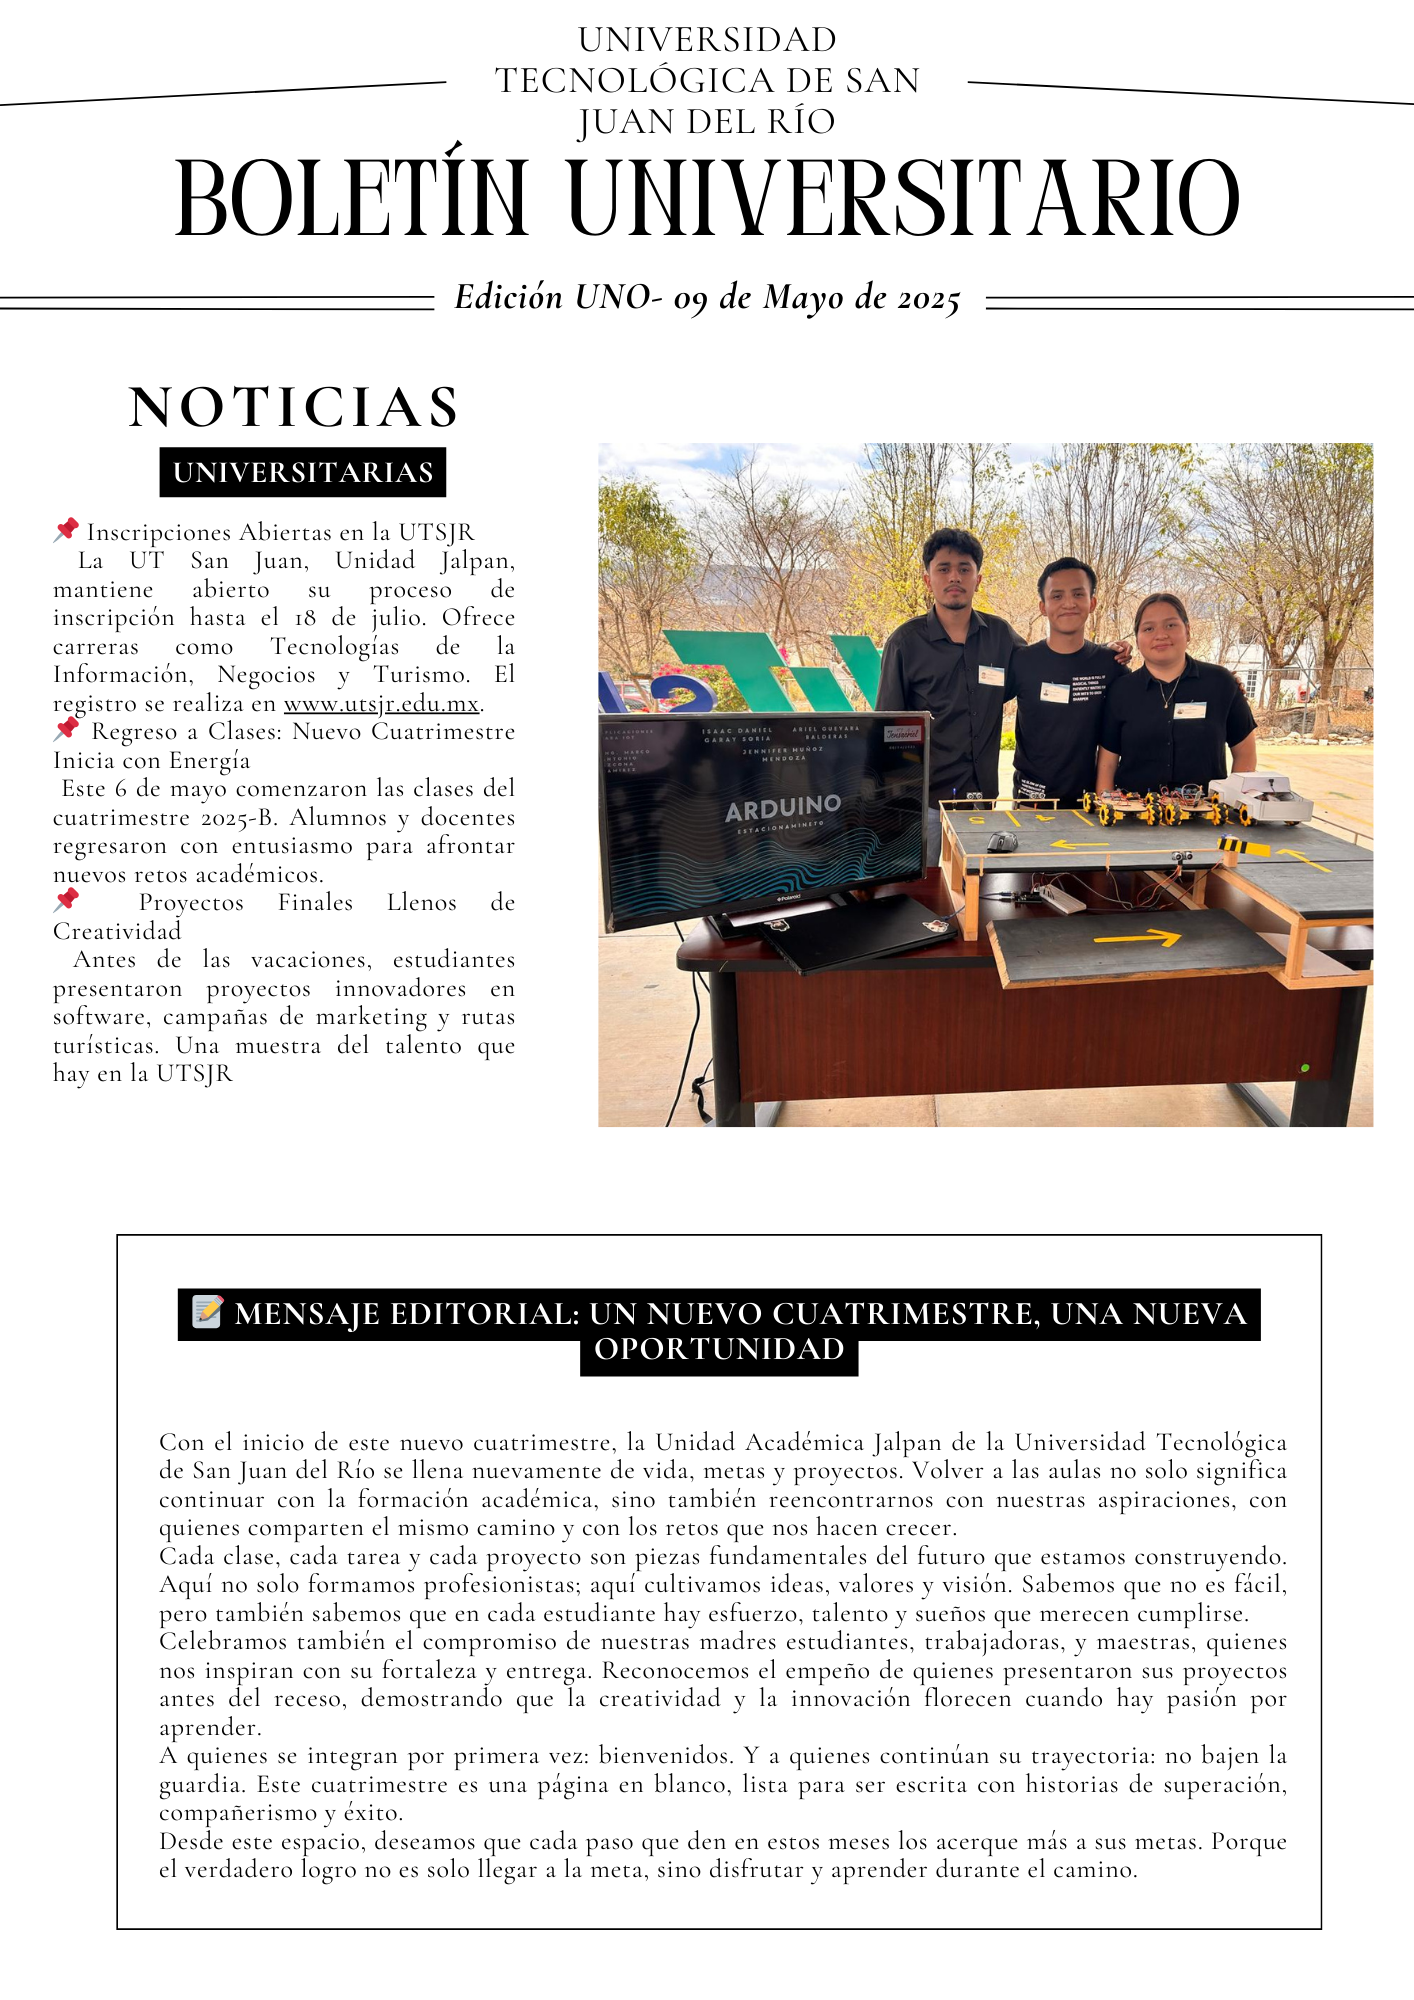 UNIVERSIDAD
TECNOLÓGICA DE SAN
JUAN DEL RÍO
BOLETÍN UNIVERSITARIO
Edición UNO- 09 de Mayo de 2025
NOTICIAS
UNIVERSITARIAS
📌 Inscripciones Abiertas en la UTSJR
La UT San Juan, Unidad Jalpan,
mantiene abierto su proceso de
inscripción hasta el 18 de julio. Ofrece
carreras como Tecnologías de la
Información, Negocios y Turismo. El
registro se realiza en www.utsjr.edu.mx.
📌 Regreso a Clases: Nuevo Cuatrimestre
Inicia con Energía
Este 6 de mayo comenzaron las clases del
cuatrimestre 2025-B. Alumnos y docentes
regresaron con entusiasmo para afrontar
nuevos retos académicos.
📌 Proyectos Finales Llenos de
Creatividad
Antes de las vacaciones, estudiantes
presentaron proyectos innovadores en
software, campañas de marketing y rutas
turísticas. Una muestra del talento que
hay en la UTSJR
ISAAC DANIEL
GARAY SORIA
ARIEL GUEVARA
BALDERAS
JENNIFER MUÑOZ
MENDOZA
ARDUINO
ESTACIONAMINETO
Polaroid
5 4
📝 MENSAJE EDITORIAL: UN NUEVO CUATRIMESTRE, UNA NUEVA
OPORTUNIDAD
Con el inicio de este nuevo cuatrimestre, la Unidad Académica Jalpan de la Universidad Tecnológica
de San Juan del Río se llena nuevamente de vida, metas y proyectos. Volver a las aulas no solo significa
continuar con la formación académica, sino también reencontrarnos con nuestras aspiraciones, con
quienes comparten el mismo camino y con los retos que nos hacen crecer.
Cada clase, cada tarea y cada proyecto son piezas fundamentales del futuro que estamos construyendo.
Aquí no solo formamos profesionistas; aquí cultivamos ideas, valores y visión. Sabemos que no es fácil,
pero también sabemos que en cada estudiante hay esfuerzo, talento y sueños que merecen cumplirse.
Celebramos también el compromiso de nuestras madres estudiantes, trabajadoras, y maestras, quienes
nos inspiran con su fortaleza y entrega. Reconocemos el empeño de quienes presentaron sus proyectos
antes del receso, demostrando que la creatividad y la innovación florecen cuando hay pasión por
aprender.
A quienes se integran por primera vez: bienvenidos. Y a quienes continúan su trayectoria: no bajen la
guardia. Este cuatrimestre es una página en blanco, lista para ser escrita con historias de superación,
compañerismo y éxito.
Desde este espacio, deseamos que cada paso que den en estos meses los acerque más a sus metas. Porque
el verdadero logro no es solo llegar a la meta, sino disfrutar y aprender durante el camino.